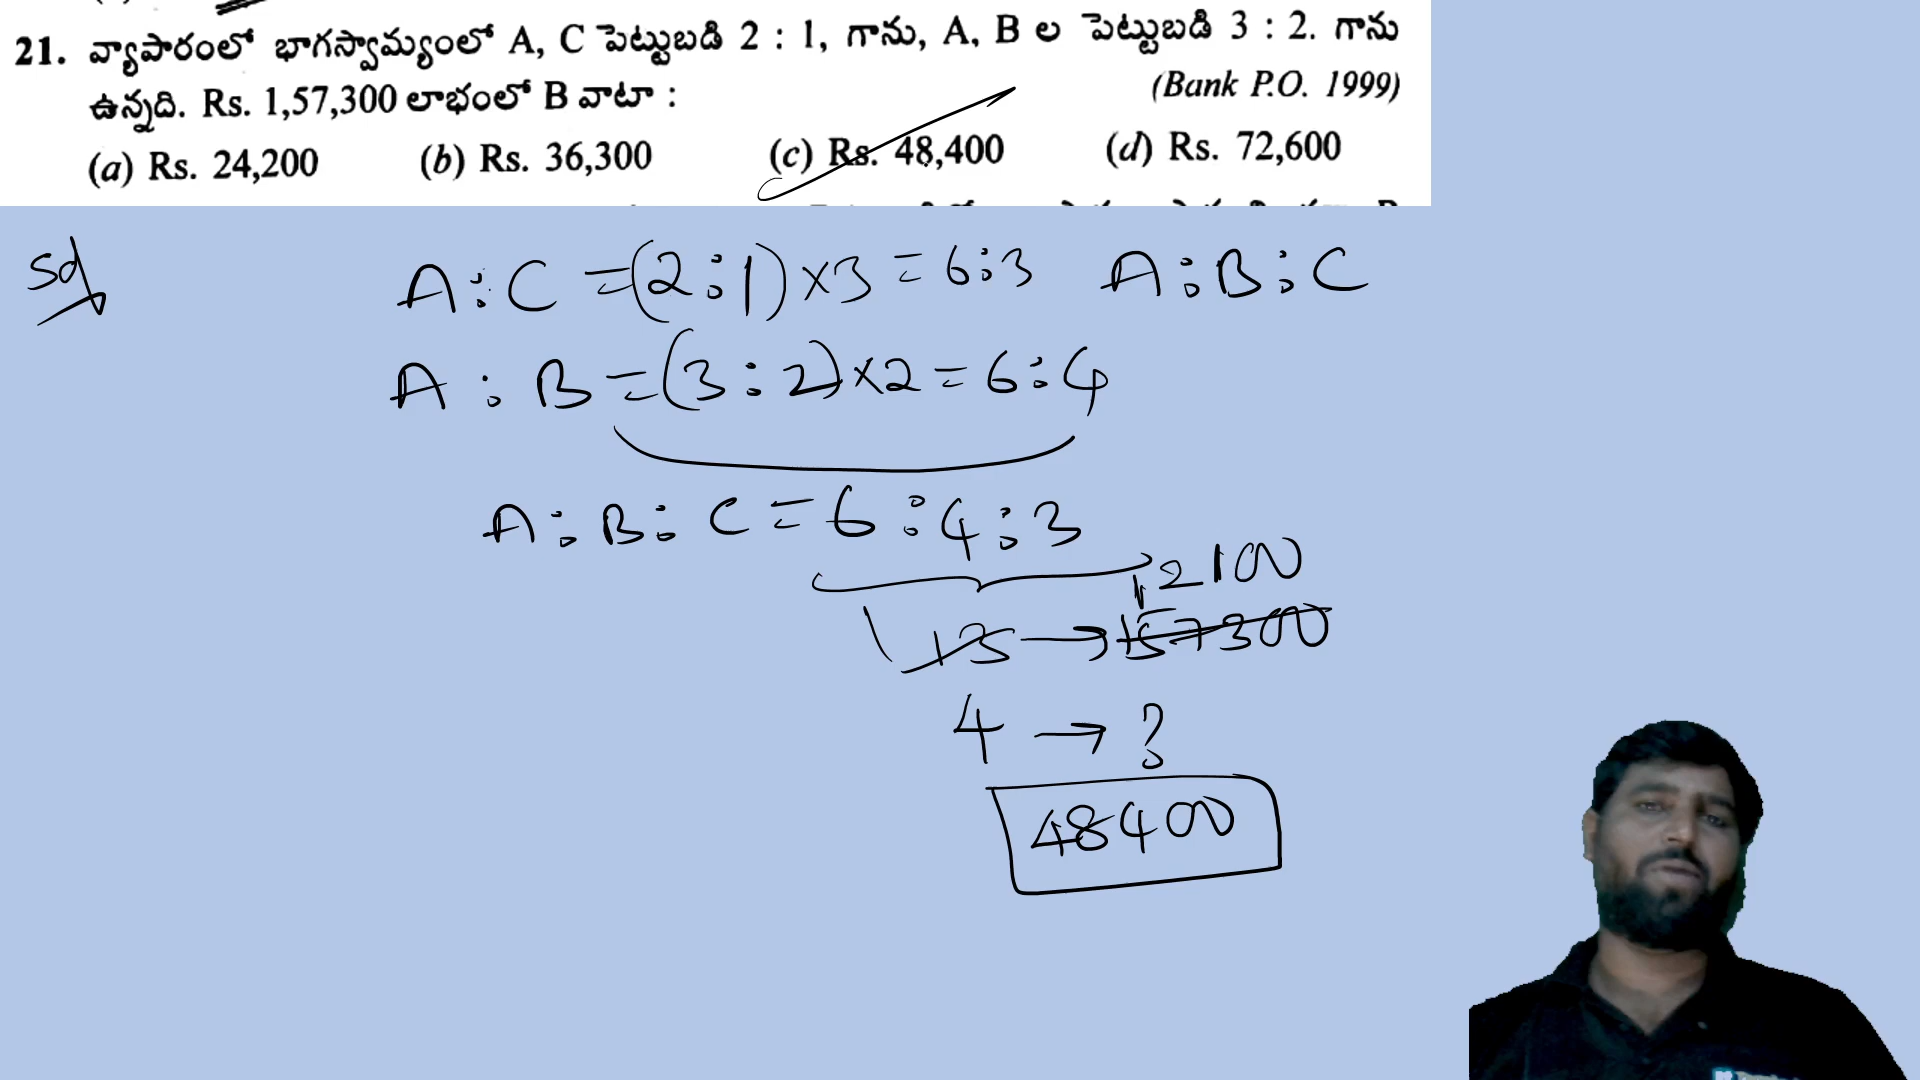 21. వ్యాపారంలో భాగస్వామ్యంలో A, C పెట్టుబడి 2 : 1, గాను, A, B ల పెట్టుబడి 3 : 2. గాను
ఉన్నది. Rs. 1,57,300 లాభంలో B వాటా : (Bank P.O. 1999)
(a) Rs. 24,200 (b) Rs. 36,300 (c) Rs. 48,400 (d) Rs. 72,600
A : C = (2 : 1) × 3 = 6 : 3 A : B : C
A : B = (3 : 2) × 2 = 6 : 4
A : B : C = 6 : 4 : 3
12100
13 → 157300
4 → ?
48400